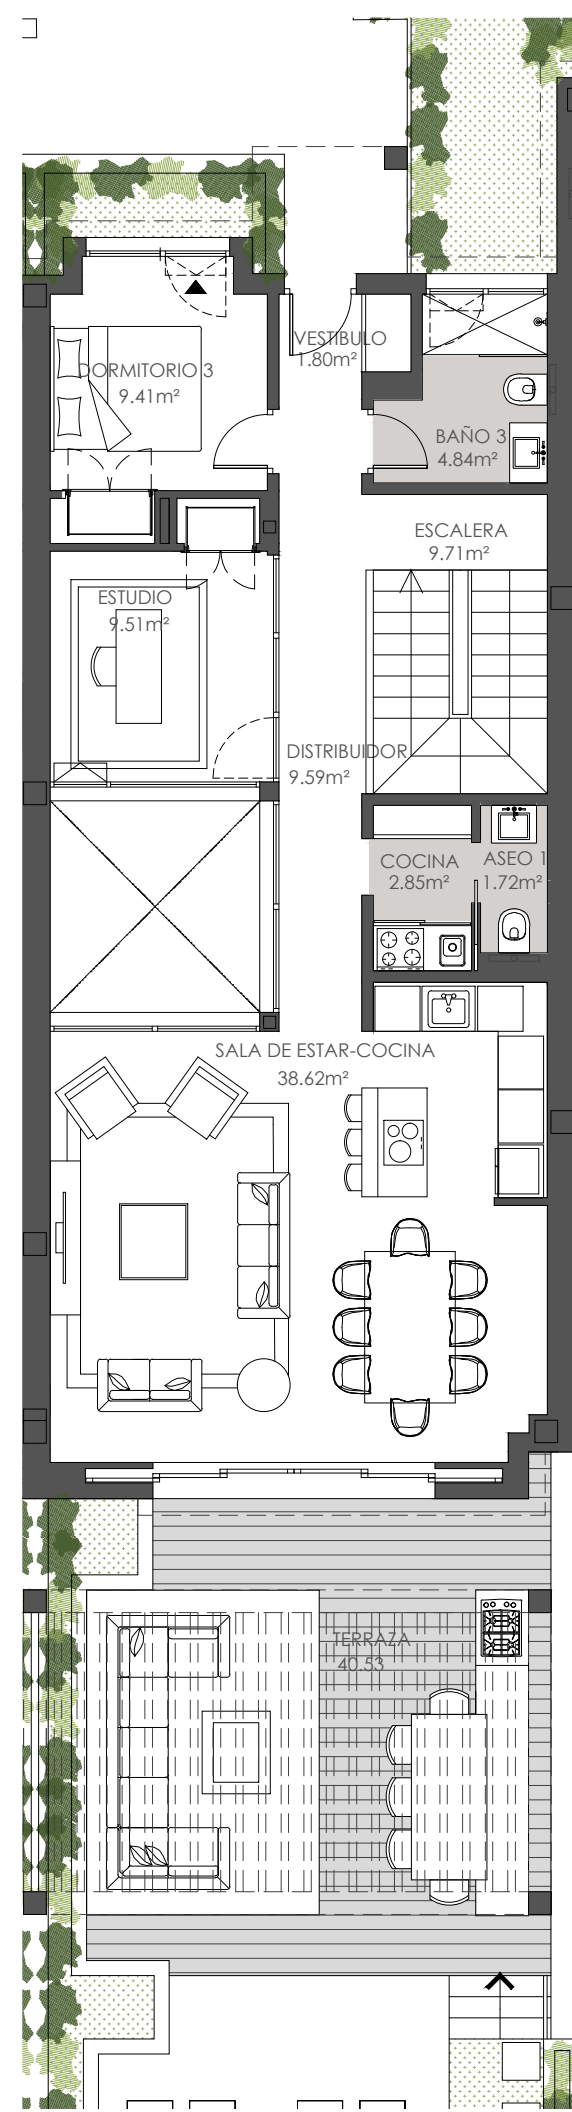 VESTIBULO
1.80m²
DORMITORIO 3
9.41m²
BAÑO 3
4.84m²
ESCALERA
9.71m²
ESTUDIO
9.51m²
DISTRIBUIDOR
9.59m²
COCINA
2.85m²
ASEO 1
1.72m²
SALA DE ESTAR-COCINA
38.62m²
TERRAZA
40.53